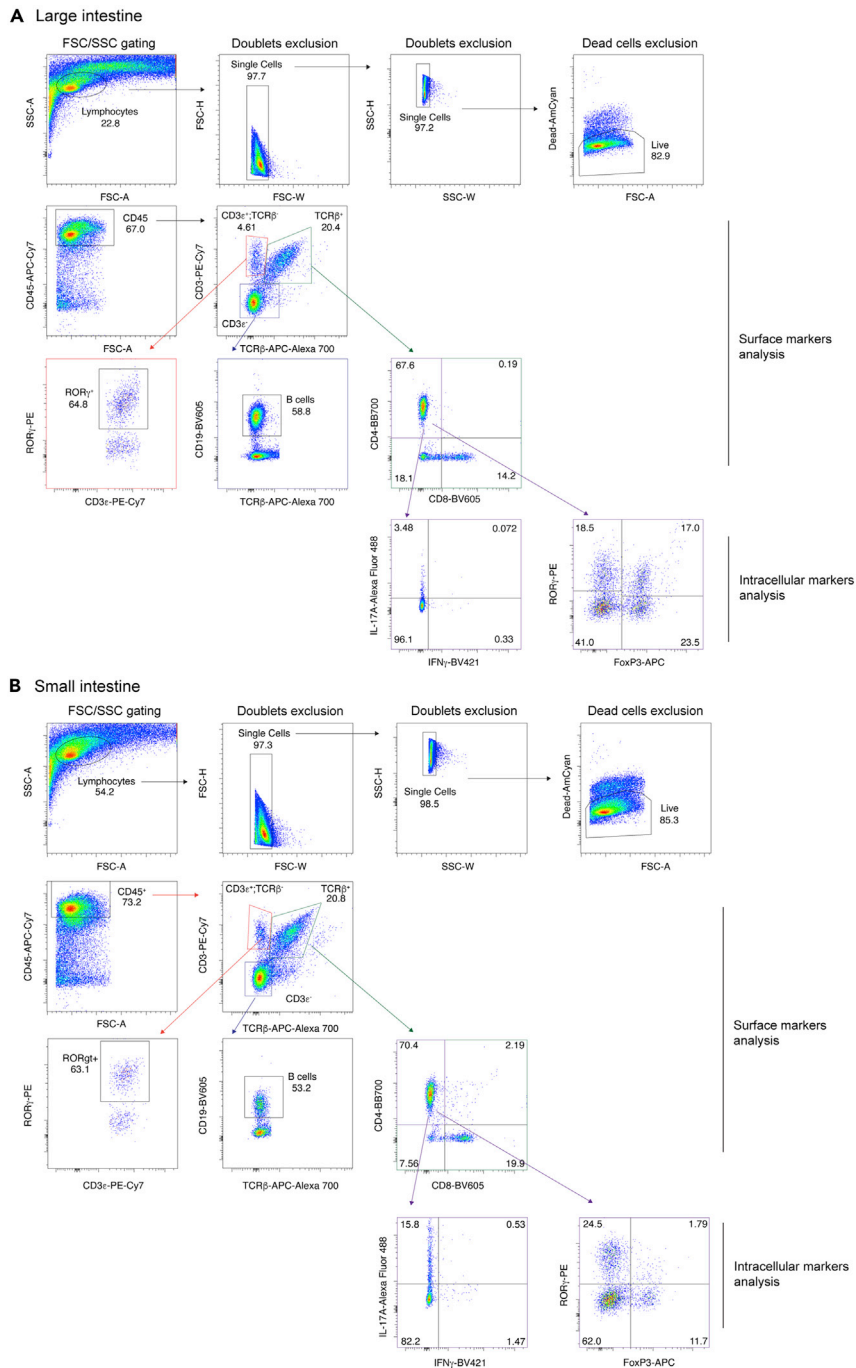 A Large intestine
FSC/SSC gating
Doublets exclusion
Doublets exclusion
Dead cells exclusion
SSC-A
Lymphocytes
22.8
FSC-A
Single Cells
97.7
FSC-H
FSC-W
SSC-H
Single Cells
97.2
SSC-W
Dead-AmCyan
Live
82.9
FSC-A
CD45-APC-Cy7
CD45
67.0
FSC-A
CD3ε⁺;TCRβ⁻
4.61
TCRβ⁺
20.4
CD3-PE-Cy7
CD3ε⁻
TCRβ-APC-Alexa 700
Surface markers
analysis
RORγ-PE
RORγ⁺
64.8
CD3ε-PE-Cy7
CD19-BV605
B cells
58.8
TCRβ-APC-Alexa 700
67.6
0.19
CD4-BB700
18.1
14.2
CD8-BV605
3.48
0.072
IL-17A-Alexa Fluor 488
96.1
0.33
IFNγ-BV421
18.5
17.0
RORγ-PE
41.0
23.5
FoxP3-APC
Intracellular markers
analysis
B Small intestine
FSC/SSC gating
Doublets exclusion
Doublets exclusion
Dead cells exclusion
SSC-A
Lymphocytes
54.2
FSC-A
Single Cells
97.3
FSC-H
FSC-W
SSC-H
Single Cells
98.5
SSC-W
Dead-AmCyan
Live
85.3
FSC-A
CD45-APC-Cy7
CD45⁺
73.2
FSC-A
CD3ε⁺;TCRβ⁻
TCRβ⁺
20.8
CD3-PE-Cy7
CD3ε⁻
TCRβ-APC-Alexa 700
Surface markers
analysis
RORγ-PE
RORgt+
63.1
CD3ε-PE-Cy7
CD19-BV605
B cells
53.2
TCRβ-APC-Alexa 700
70.4
2.19
CD4-BB700
7.56
19.9
CD8-BV605
15.8
0.53
IL-17A-Alexa Fluor 488
82.2
1.47
IFNγ-BV421
24.5
1.79
RORγ-PE
62.0
11.7
FoxP3-APC
Intracellular markers
analysis